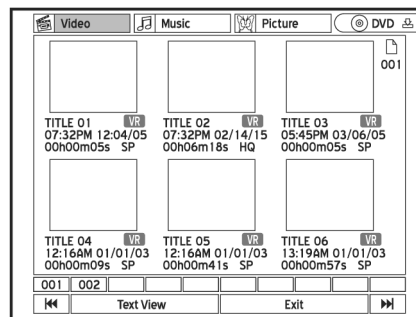 Video Music Picture DVD
001
TITLE 01 VR TITLE 02 VR TITLE 03 VR
07:32PM 12:04/05 07:32PM 02/14/15 05:45PM 03/06/05
00h00m05s SP 00h06m18s HQ 00h00m05s SP
TITLE 04 VR TITLE 05 VR TITLE 06 VR
12:16AM 01/01/03 12:16AM 01/01/03 13:19AM 01/01/03
00h00m09s SP 00h00m41s SP 00h00m57s SP
001 002
Text View Exit